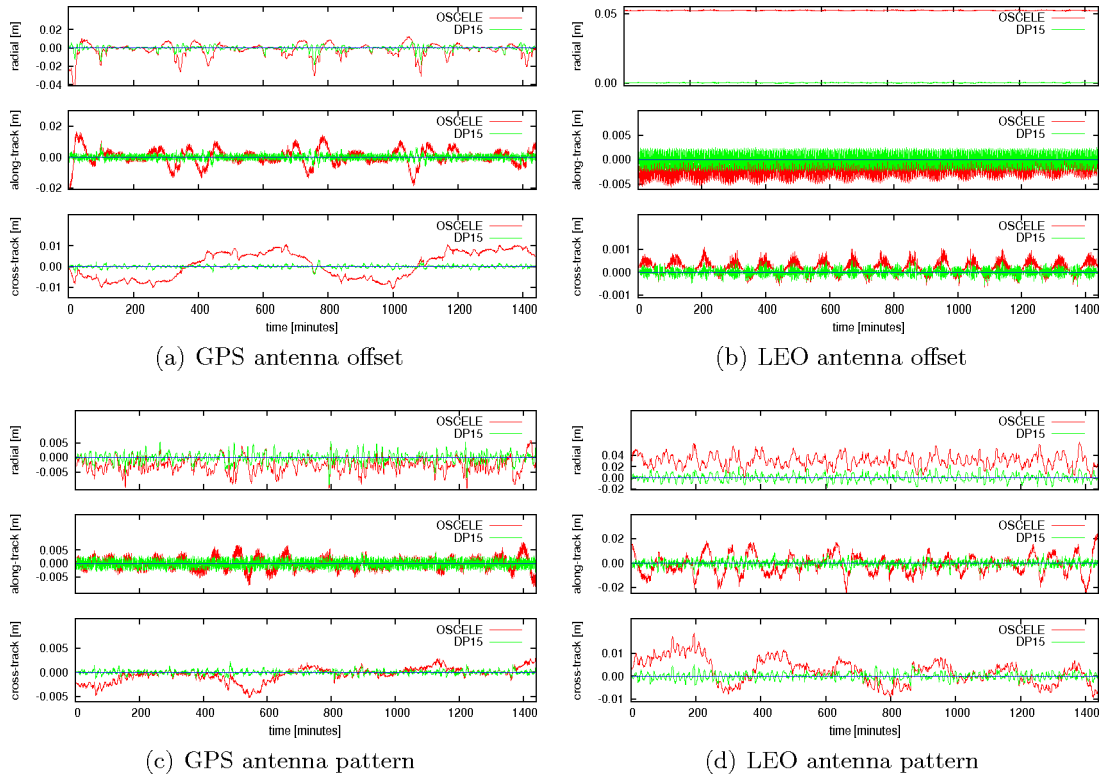 OSCELE
DP15
radial [m]
0.02
0.00
-0.02
-0.04
OSCELE
DP15
along-track [m]
0.02
0.00
-0.02
OSCELE
DP15
cross-track [m]
0.01
0.00
-0.01
0 200 400 600 800 1000 1200 1400
time [minutes]
(a) GPS antenna offset
OSCELE
DP15
radial [m]
0.05
0.00
OSCELE
DP15
along-track [m]
0.005
0.000
-0.005
OSCELE
DP15
cross-track [m]
0.001
0.000
-0.001
0 200 400 600 800 1000 1200 1400
time [minutes]
(b) LEO antenna offset
OSCELE
DP15
radial [m]
0.005
0.000
-0.005
OSCELE
DP15
along-track [m]
0.005
0.000
-0.005
OSCELE
DP15
cross-track [m]
0.005
0.000
-0.005
0 200 400 600 800 1000 1200 1400
time [minutes]
(c) GPS antenna pattern
OSCELE
DP15
radial [m]
0.04
0.02
0.00
-0.02
OSCELE
DP15
along-track [m]
0.02
0.00
-0.02
OSCELE
DP15
cross-track [m]
0.01
0.00
-0.01
0 200 400 600 800 1000 1200 1400
time [minutes]
(d) LEO antenna pattern